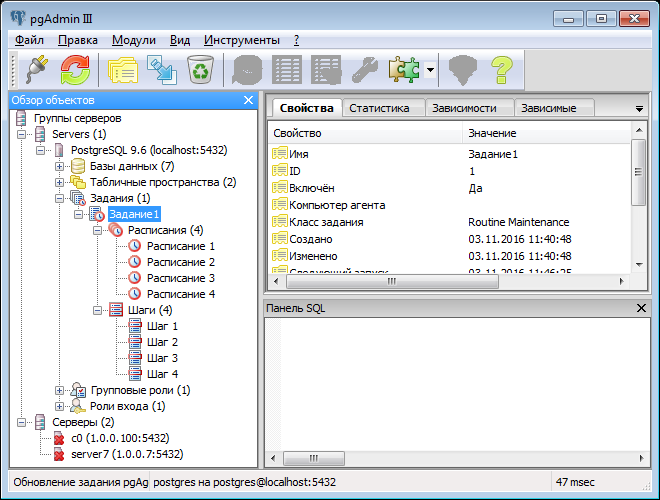 pgAdmin III
Файл Правка Модули Вид Инструменты ?
Обзор объектов
Группы серверов
Servers (1)
PostgreSQL 9.6 (localhost:5432)
Базы данных (7)
Табличные пространства (2)
Задания (1)
Задание1
Расписания (4)
Расписание 1
Расписание 2
Расписание 3
Расписание 4
Шаги (4)
Шаг 1
Шаг 2
Шаг 3
Шаг 4
Групповые роли (1)
Роли входа (1)
Серверы (2)
c0 (1.0.0.100:5432)
server7 (1.0.0.7:5432)
Свойства Статистика Зависимости Зависимые
Свойство Значение
Имя Задание1
ID 1
Включён Да
Компьютер агента
Класс задания Routine Maintenance
Создано 03.11.2016 11:40:48
Изменено 03.11.2016 11:40:48
Следующий запуск 03.11.2016 11:46:25
Панель SQL
Обновление задания pgAg postgres на postgres@localhost:5432 47 msec